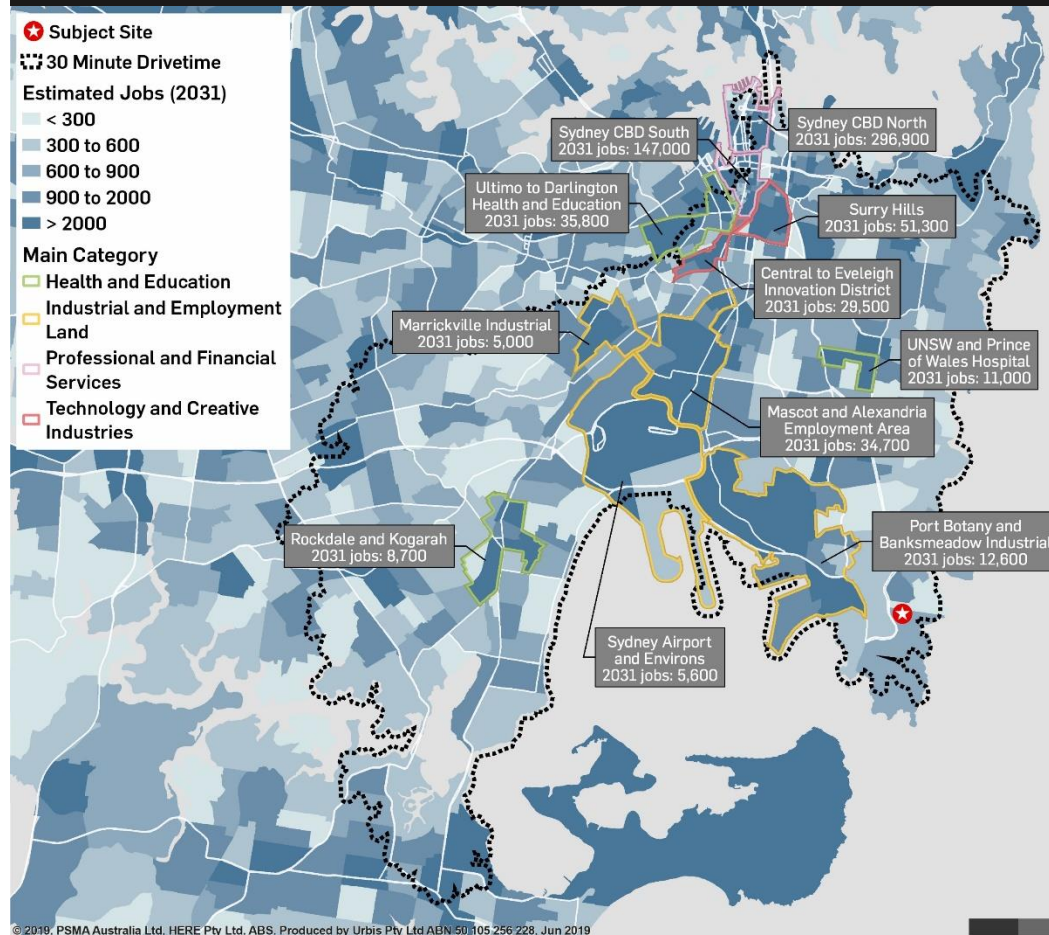 Subject Site
30 Minute Drivetime
Estimated Jobs (2031)
< 300
300 to 600
600 to 900
900 to 2000
> 2000
Main Category
Health and Education
Industrial and Employment
Land
Professional and Financial
Services
Technology and Creative
Industries
Sydney CBD South
2031 jobs: 147,000
Sydney CBD North
2031 jobs: 296,900
Ultimo to Darlington
Health and Education
2031 jobs: 35,800
Surry Hills
2031 jobs: 51,300
Central to Eveleigh
Innovation District
2031 jobs: 29,500
Marrickville Industrial
2031 jobs: 5,000
UNSW and Prince
of Wales Hospital
2031 jobs: 11,000
Mascot and Alexandria
Employment Area
2031 jobs: 34,700
Rockdale and Kogarah
2031 jobs: 8,700
Port Botany and
Banksmeadow Industrial
2031 jobs: 12,600
Sydney Airport
and Environs
2031 jobs: 5,600
© 2019. PSMA Australia Ltd. HERE Pty Ltd. ABS. Produced by Urbis Pty Ltd ABN 50 105 256 228. Jun 2019